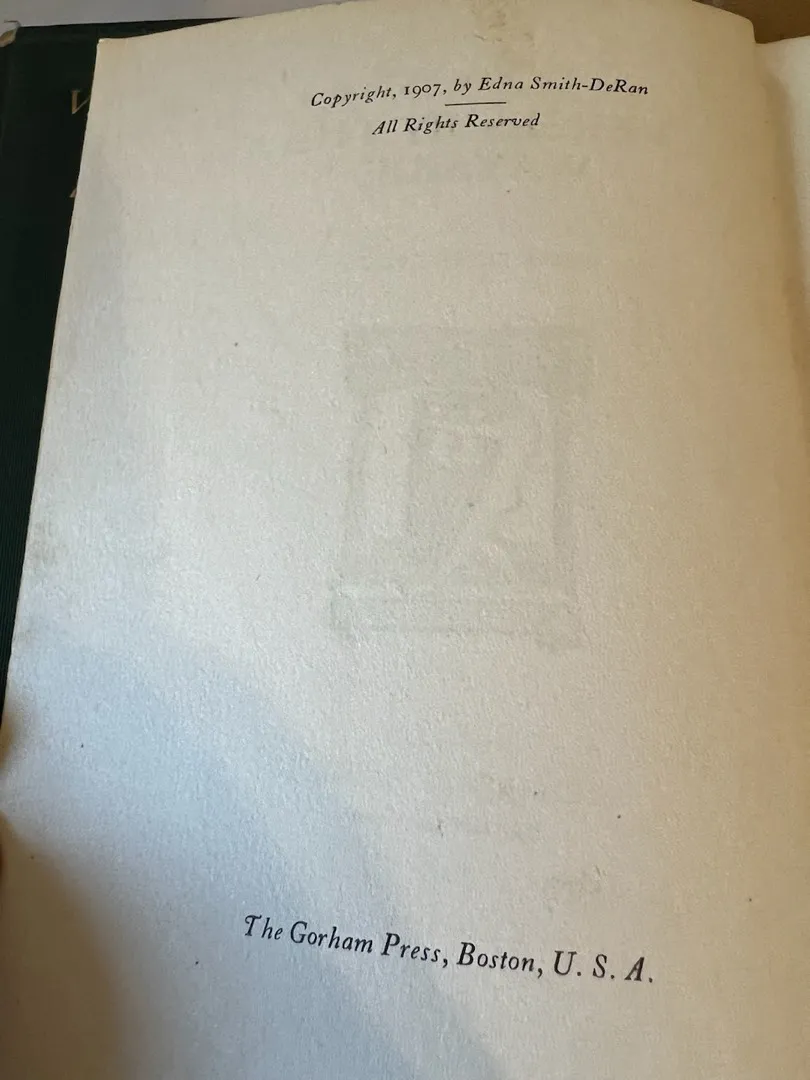 Copyright, 1907, by Edna Smith-DeRan
All Rights Reserved
The Gorham Press, Boston, U. S. A.